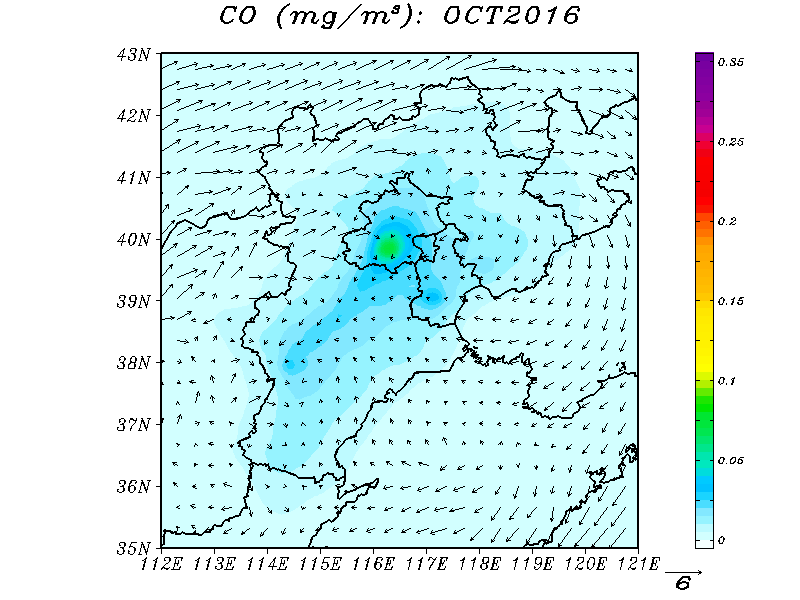 CO (mg/m³): OCT2016
43N
42N
41N
40N
39N
38N
37N
36N
35N
112E 113E 114E 115E 116E 117E 118E 119E 120E 121E
0.35
0.25
0.2
0.15
0.1
0.05
0
6